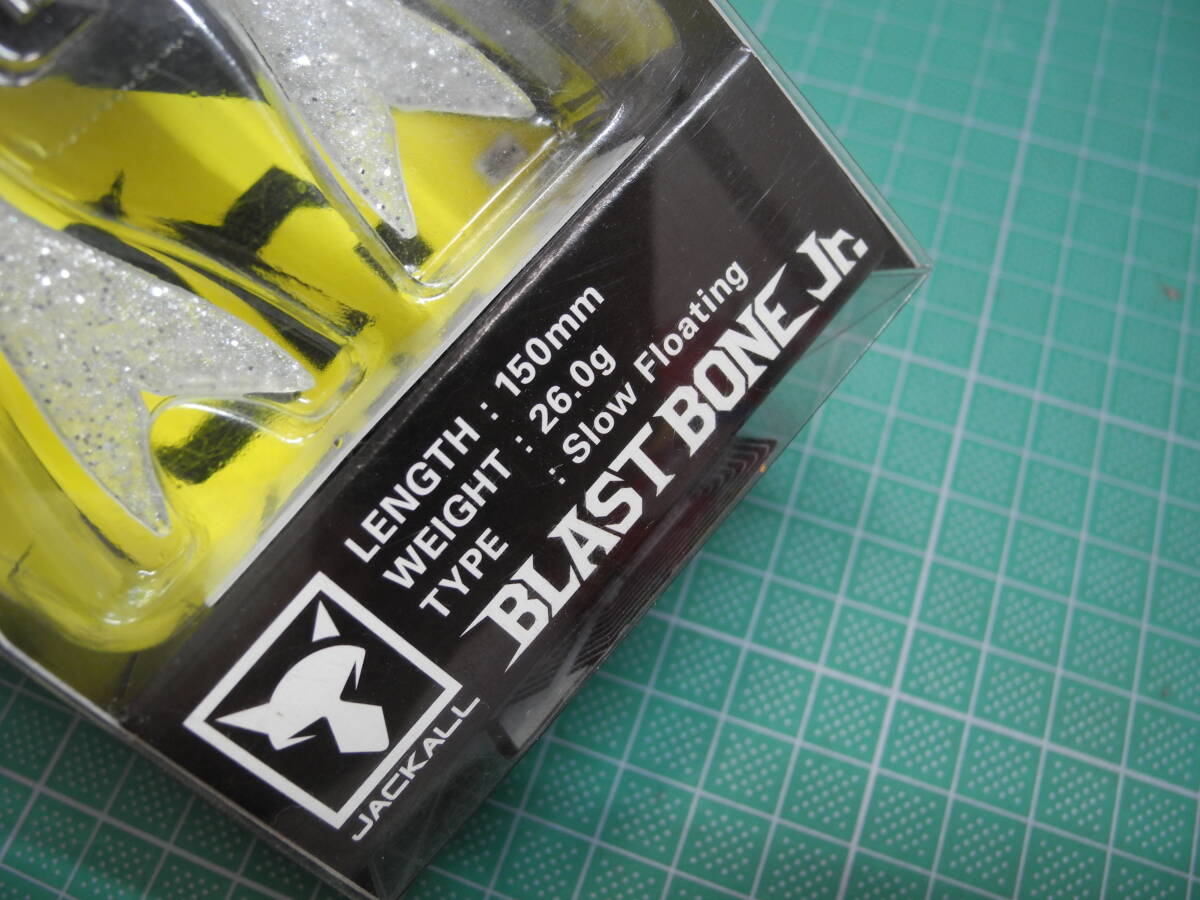 LENGTH : 150mm
WEIGHT : 26.0g
TYPE : Slow Floating
BLAST BONE Jr.
JACKALL